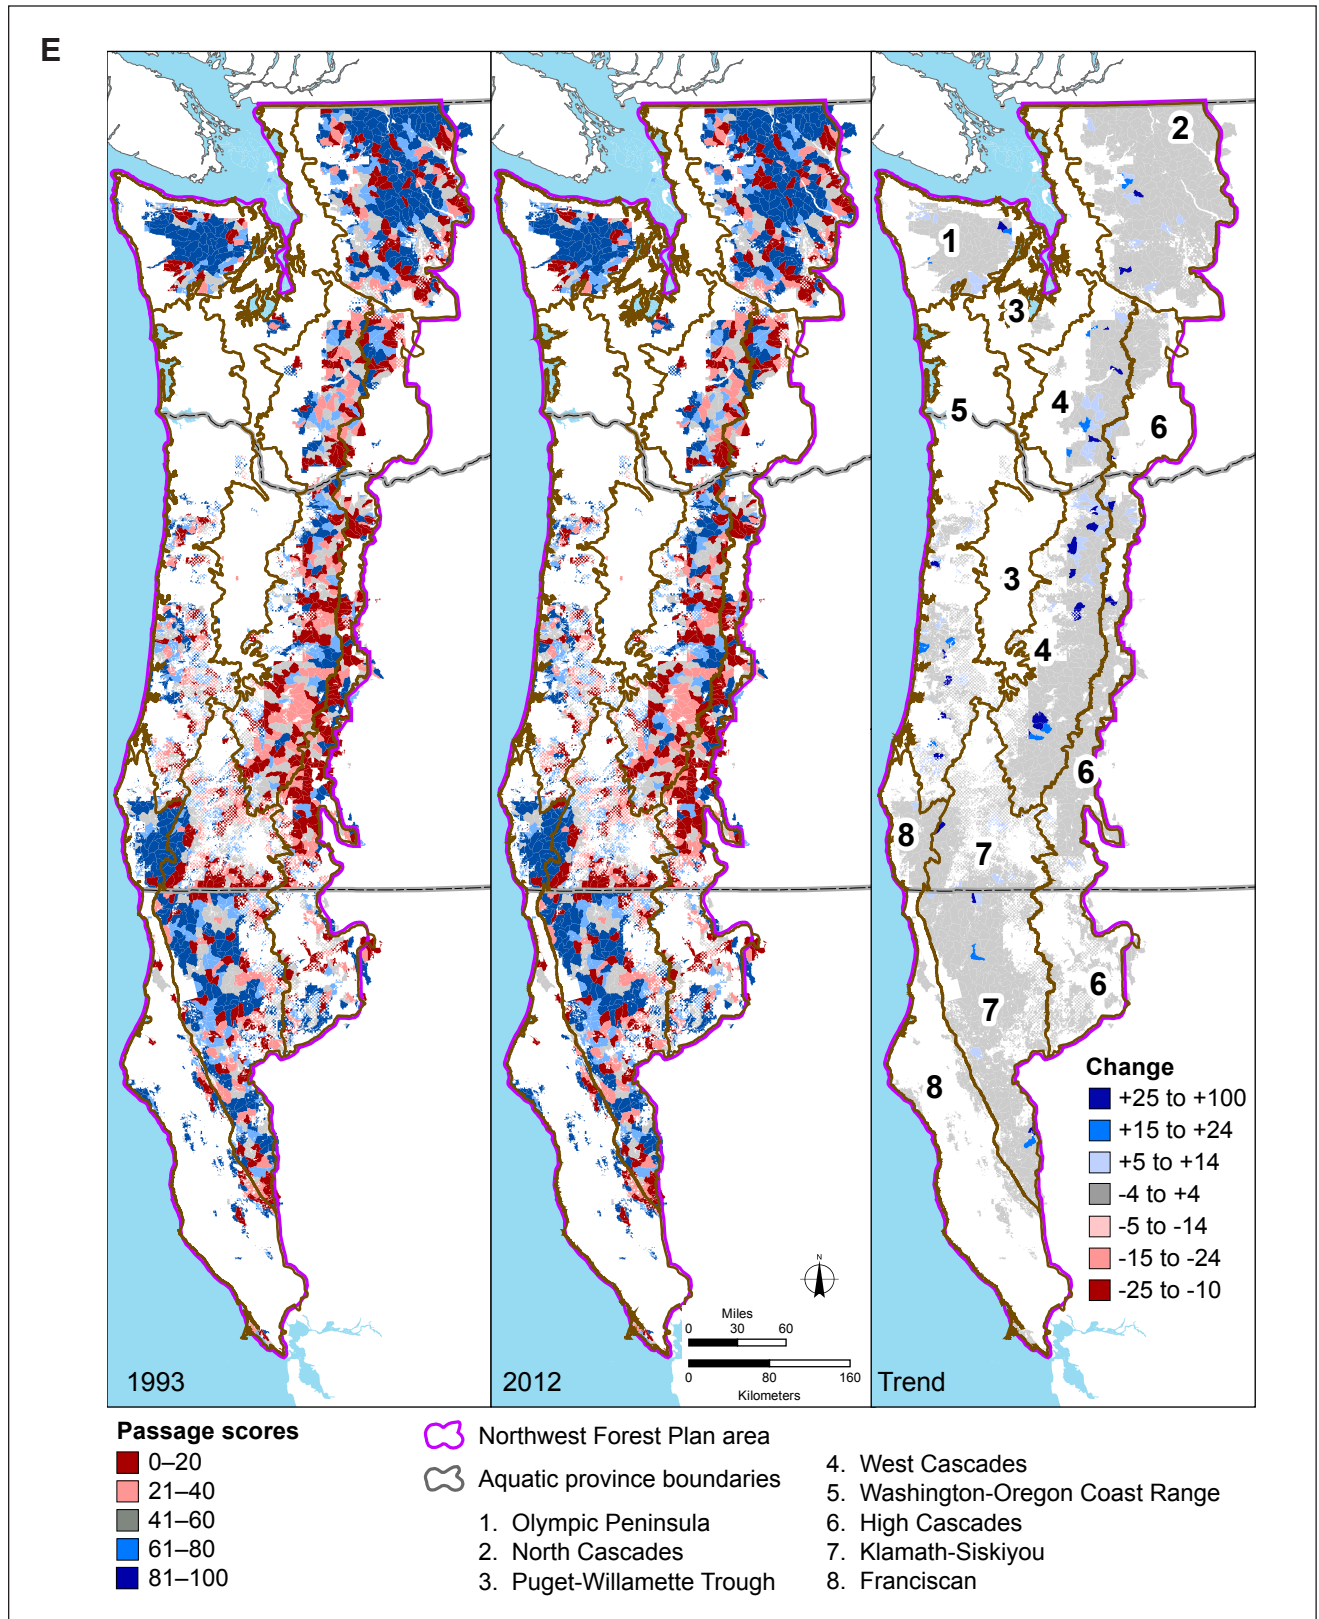 E
1
2
3
4
5
6
3
4
6
8
7
6
7
8
Change
+25 to +100
+15 to +24
+5 to +14
-4 to +4
-5 to -14
-15 to -24
-25 to -10
N
Miles
0 30 60
0 80 160
Kilometers
1993
2012
Trend
Passage scores
0–20
21–40
41–60
61–80
81–100
Northwest Forest Plan area
Aquatic province boundaries
1. Olympic Peninsula
2. North Cascades
3. Puget-Willamette Trough
4. West Cascades
5. Washington-Oregon Coast Range
6. High Cascades
7. Klamath-Siskiyou
8. Franciscan